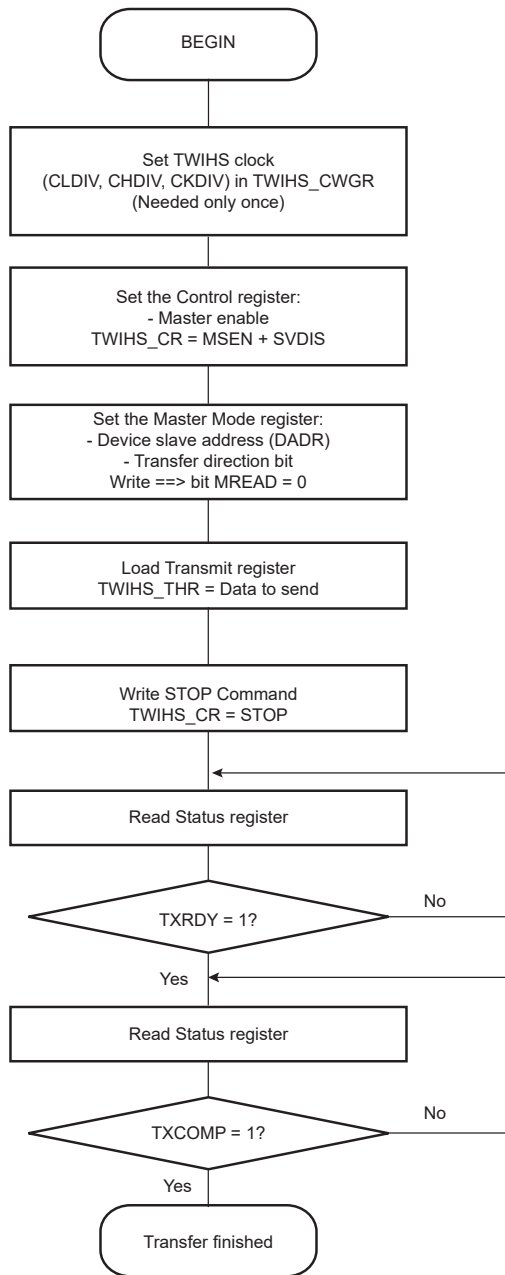 BEGIN
Set TWIHS clock
(CLDIV, CHDIV, CKDIV) in TWIHS_CWGR
(Needed only once)
Set the Control register:
- Master enable
TWIHS_CR = MSEN + SVDIS
Set the Master Mode register:
- Device slave address (DADR)
- Transfer direction bit
Write ==> bit MREAD = 0
Load Transmit register
TWIHS_THR = Data to send
Write STOP Command
TWIHS_CR = STOP
Read Status register
TXRDY = 1?
No
Yes
Read Status register
TXCOMP = 1?
No
Yes
Transfer finished